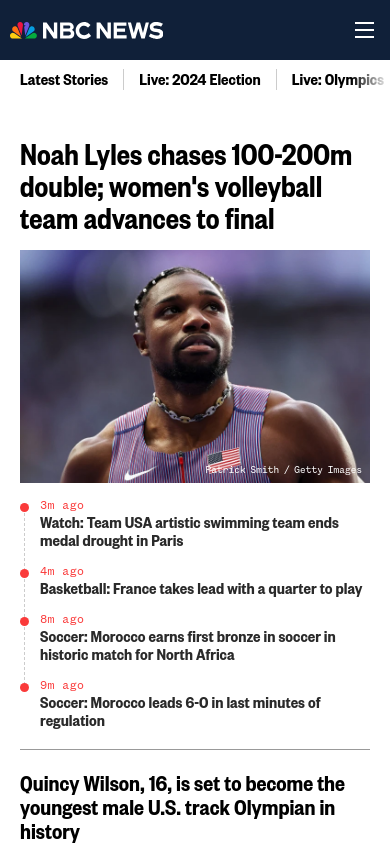 NBC NEWS
Latest Stories
Live: 2024 Election
Live: Olympics
Noah Lyles chases 100-200m
double; women's volleyball
team advances to final
Patrick Smith / Getty Images
3m ago
Watch: Team USA artistic swimming team ends
medal drought in Paris
4m ago
Basketball: France takes lead with a quarter to play
8m ago
Soccer: Morocco earns first bronze in soccer in
historic match for North Africa
9m ago
Soccer: Morocco leads 6-0 in last minutes of
regulation
Quincy Wilson, 16, is set to become the
youngest male U.S. track Olympian in
history